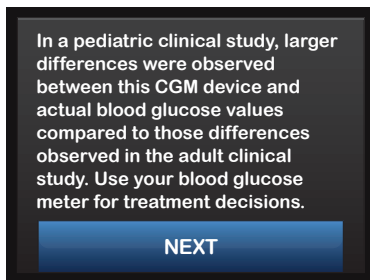 In a pediatric clinical study, larger
differences were observed
between this CGM device and
actual blood glucose values
compared to those differences
observed in the adult clinical
study. Use your blood glucose
meter for treatment decisions.
NEXT